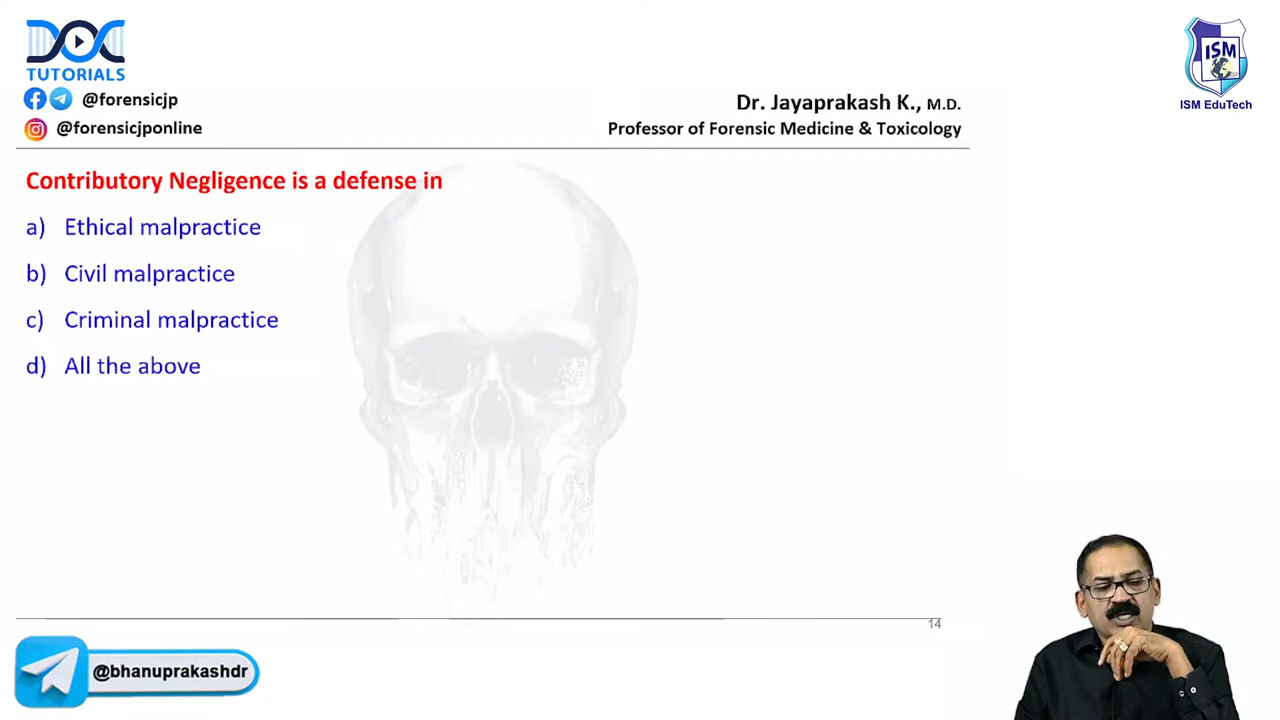 DOC
TUTORIALS
@forensicjp
@forensicjponline
Dr. Jayaprakash K., M.D.
Professor of Forensic Medicine & Toxicology
ISM
ISM EduTech
Contributory Negligence is a defense in
a) Ethical malpractice
b) Civil malpractice
c) Criminal malpractice
d) All the above
14
@bhanuprakashdr